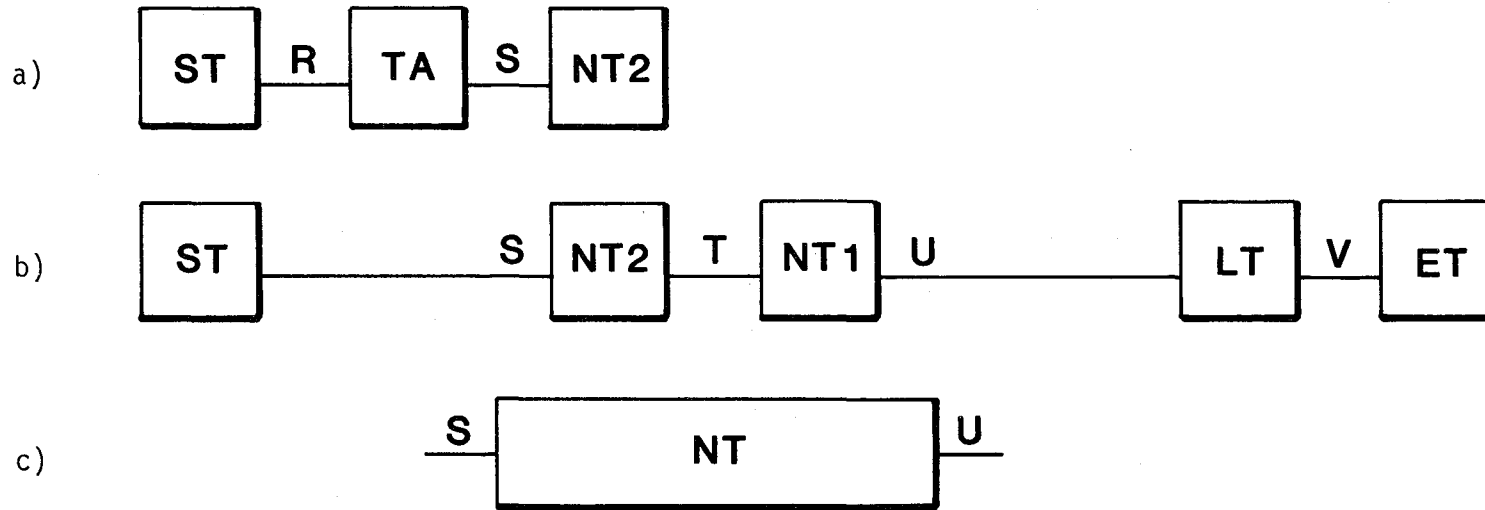 a) ST R TA S NT2
b) ST S NT2 T NT1 U LT V ET
c) S NT U